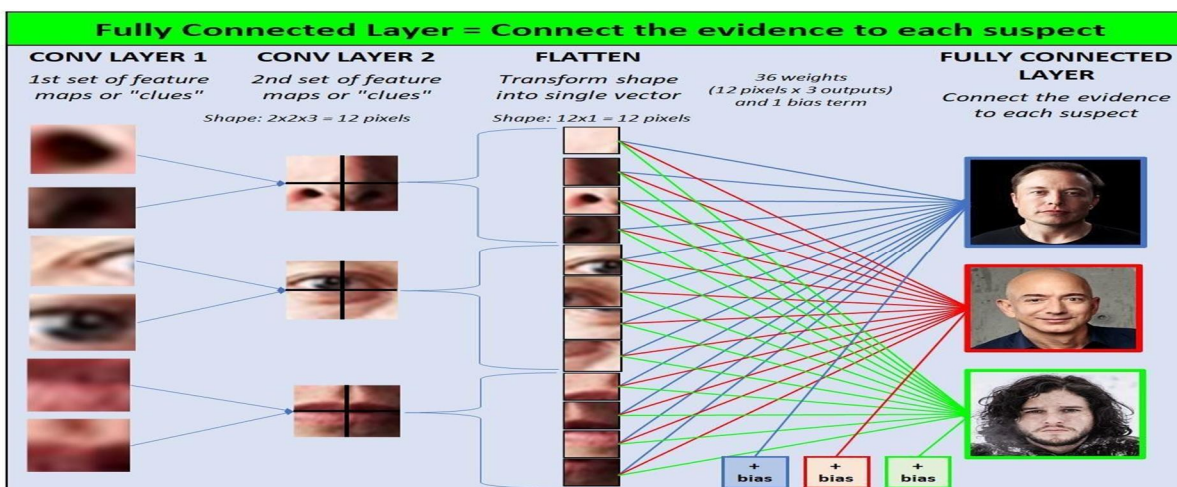 Fully Connected Layer = Connect the evidence to each suspect
CONV LAYER 1
1st set of feature
maps or "clues"
CONV LAYER 2
2nd set of feature
maps or "clues"
Shape: 2x2x3 = 12 pixels
FLATTEN
Transform shape
into single vector
Shape: 12x1 = 12 pixels
36 weights
(12 pixels x 3 outputs)
and 1 bias term
FULLY CONNECTED
LAYER
Connect the evidence
to each suspect
+
bias
+
bias
+
bias